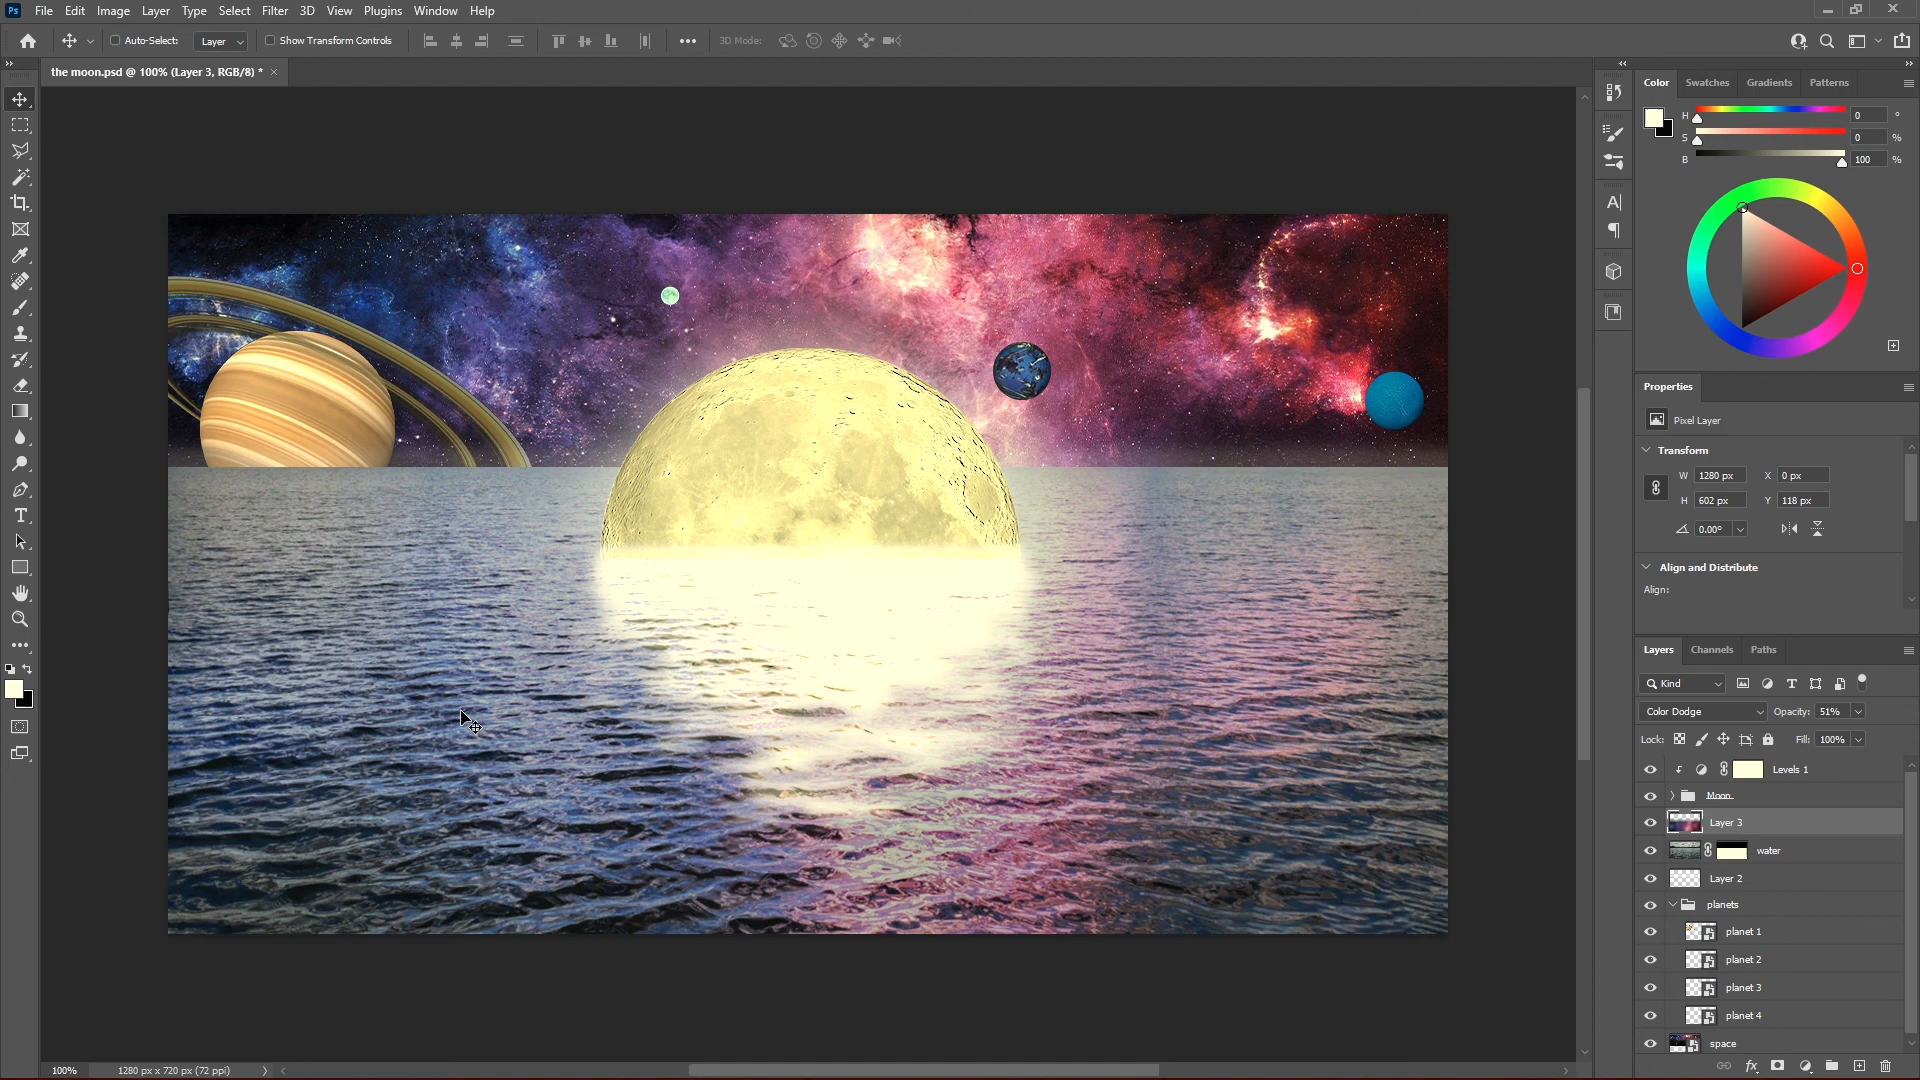 Ps File Edit Image Layer Type Select Filter 3D View Plugins Window Help
Auto-Select: Layer Show Transform Controls 3D Mode:
the moon.psd @ 100% (Layer 3, RGB/8) *
Color Swatches Gradients Patterns
H 0 °
S 0 %
B 100 %
Properties
Pixel Layer
Transform
W 1280 px X 0 px
H 602 px Y 118 px
0.00°
Align and Distribute
Align:
Layers Channels Paths
Kind
Color Dodge Opacity: 51%
Lock: Fill: 100%
Levels 1
Moon
Layer 3
water
Layer 2
planets
planet 1
planet 2
planet 3
planet 4
space
100% 1280 px x 720 px (72 ppi)